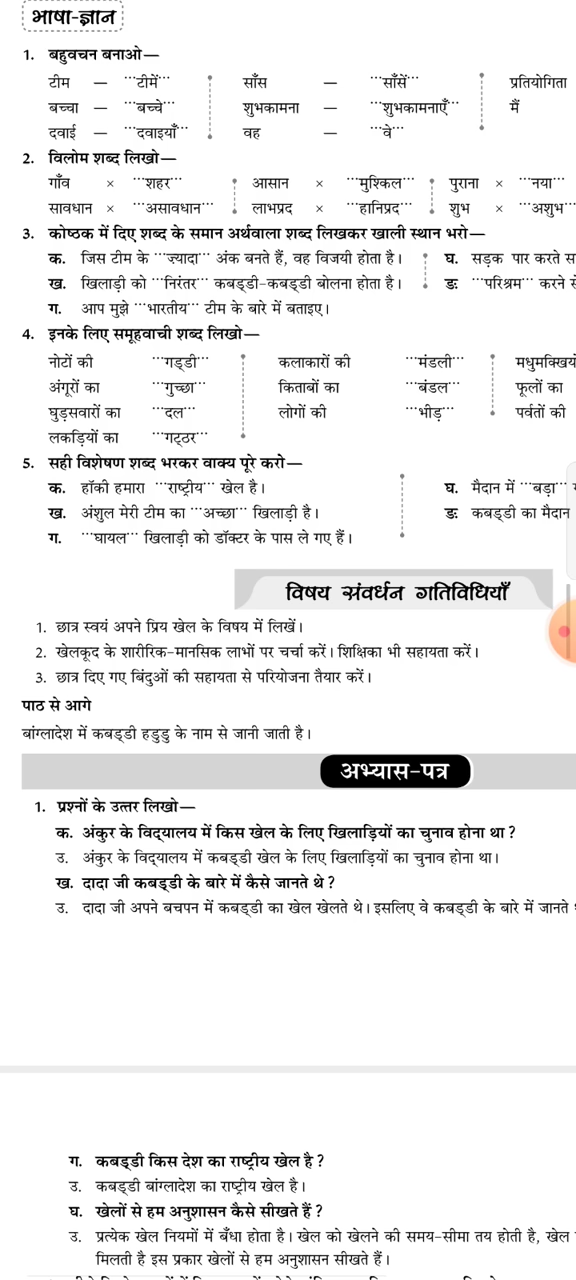 भाषा-ज्ञान
1. बहुवचन बनाओ—
टीम — ˙˙˙टीमें˙˙˙ साँस — ˙˙˙साँसें˙˙˙ प्रतियोगिता
बच्चा — ˙˙˙बच्चे˙˙˙ शुभकामना — ˙˙˙शुभकामनाएँ˙˙˙ मैं
दवाई — ˙˙˙दवाइयाँ˙˙˙ वह — ˙˙˙वे˙˙˙
2. विलोम शब्द लिखो—
गाँव × ˙˙˙शहर˙˙˙ आसान × ˙˙˙मुश्किल˙˙˙ पुराना × ˙˙˙नया˙˙˙
सावधान × ˙˙˙असावधान˙˙˙ लाभप्रद × ˙˙˙हानिप्रद˙˙˙ शुभ × ˙˙˙अशुभ˙˙˙
3. कोष्ठक में दिए शब्द के समान अर्थवाला शब्द लिखकर खाली स्थान भरो—
क. जिस टीम के ˙˙˙ज़्यादा˙˙˙ अंक बनते हैं, वह विजयी होता है। घ. सड़क पार करते स
ख. खिलाड़ी को ˙˙˙निरंतर˙˙˙ कबड्डी-कबड्डी बोलना होता है। ङ: ˙˙˙परिश्रम˙˙˙ करने से
ग. आप मुझे ˙˙˙भारतीय˙˙˙ टीम के बारे में बताइए।
4. इनके लिए समूहवाची शब्द लिखो—
नोटों की ˙˙˙गड्डी˙˙˙ कलाकारों की ˙˙˙मंडली˙˙˙ मधुमक्खियो
अंगूरों का ˙˙˙गुच्छा˙˙˙ किताबों का ˙˙˙बंडल˙˙˙ फूलों का
घुड़सवारों का ˙˙˙दल˙˙˙ लोगों की ˙˙˙भीड़˙˙˙ पर्वतों की
लकड़ियों का ˙˙˙गट्ठर˙˙˙
5. सही विशेषण शब्द भरकर वाक्य पूरे करो—
क. हॉकी हमारा ˙˙˙राष्ट्रीय˙˙˙ खेल है। घ. मैदान में ˙˙˙बड़ा˙˙˙
ख. अंशुल मेरी टीम का ˙˙˙अच्छा˙˙˙ खिलाड़ी है। ङ: कबड्डी का मैदान
ग. ˙˙˙घायल˙˙˙ खिलाड़ी को डॉक्टर के पास ले गए हैं।
विषय संवर्धन गतिविधियाँ
1. छात्र स्वयं अपने प्रिय खेल के विषय में लिखें।
2. खेलकूद के शारीरिक-मानसिक लाभों पर चर्चा करें। शिक्षिका भी सहायता करें।
3. छात्र दिए गए बिंदुओं की सहायता से परियोजना तैयार करें।
पाठ से आगे
बांग्लादेश में कबड्डी हडुडु के नाम से जानी जाती है।
अभ्यास-पत्र
1. प्रश्नों के उत्तर लिखो—
क. अंकुर के विद्यालय में किस खेल के लिए खिलाड़ियों का चुनाव होना था?
उ. अंकुर के विद्यालय में कबड्डी खेल के लिए खिलाड़ियों का चुनाव होना था।
ख. दादा जी कबड्डी के बारे में कैसे जानते थे?
उ. दादा जी अपने बचपन में कबड्डी का खेल खेलते थे। इसलिए वे कबड्डी के बारे में जानते
ग. कबड्डी किस देश का राष्ट्रीय खेल है?
उ. कबड्डी बांग्लादेश का राष्ट्रीय खेल है।
घ. खेलों से हम अनुशासन कैसे सीखते हैं?
उ. प्रत्येक खेल नियमों में बँधा होता है। खेल को खेलने की समय-सीमा तय होती है, खेल
मिलती है इस प्रकार खेलों से हम अनुशासन सीखते हैं।